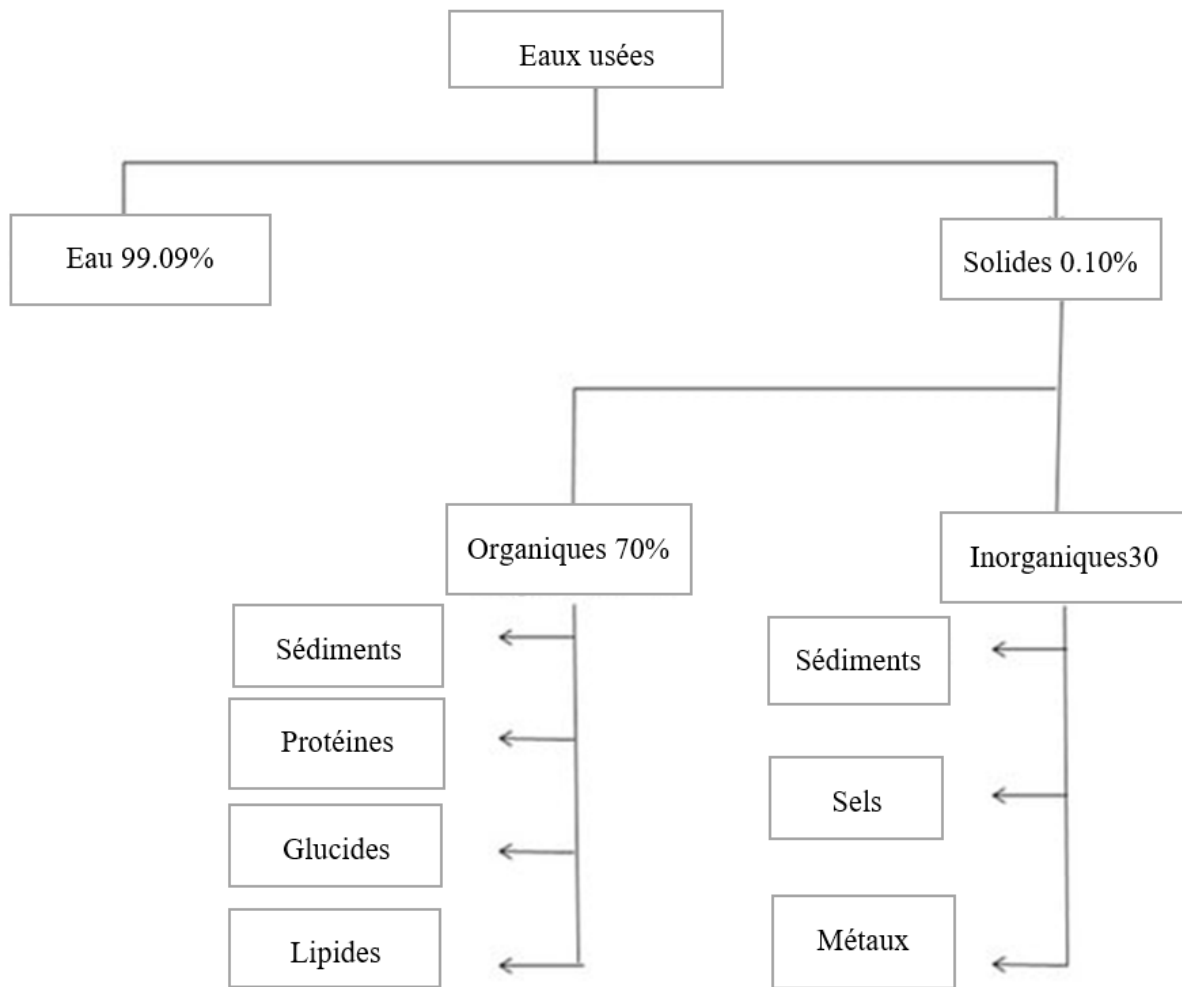 Eaux usées
Eau 99.09%
Solides 0.10%
Organiques 70%
Inorganiques30
Sédiments
Protéines
Glucides
Lipides
Sédiments
Sels
Métaux